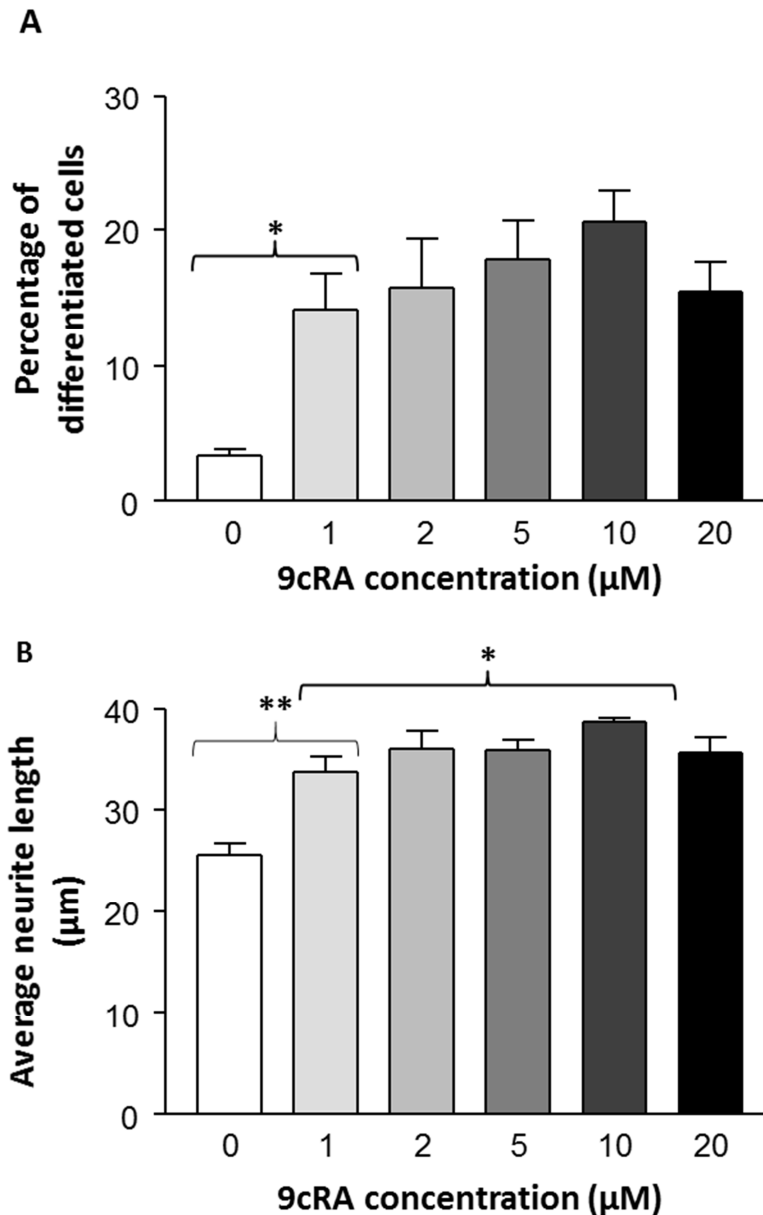 A
Percentage of
differentiated cells
30
20
10
0
*
0 1 2 5 10 20
9cRA concentration (μM)
B
Average neurite length
(μm)
40
30
20
10
0
**
*
0 1 2 5 10 20
9cRA concentration (μM)